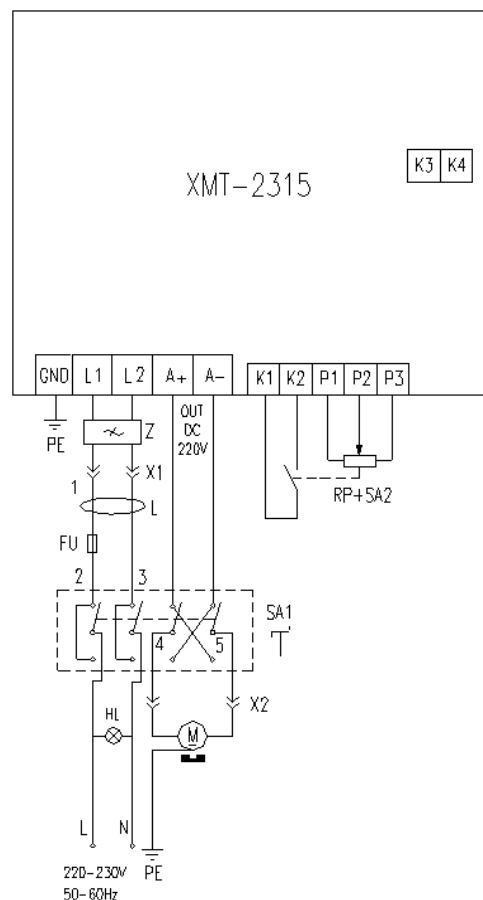 K3 K4
XMT-2315
GND L1 L2 A+ A- K1 K2 P1 P2 P3
OUT
DC
220V
PE
Z
X1
1
L
RP+SA2
FU
2
3
SA1
4
5
X2
HL
M
L
N
PE
220-230V
50-60Hz